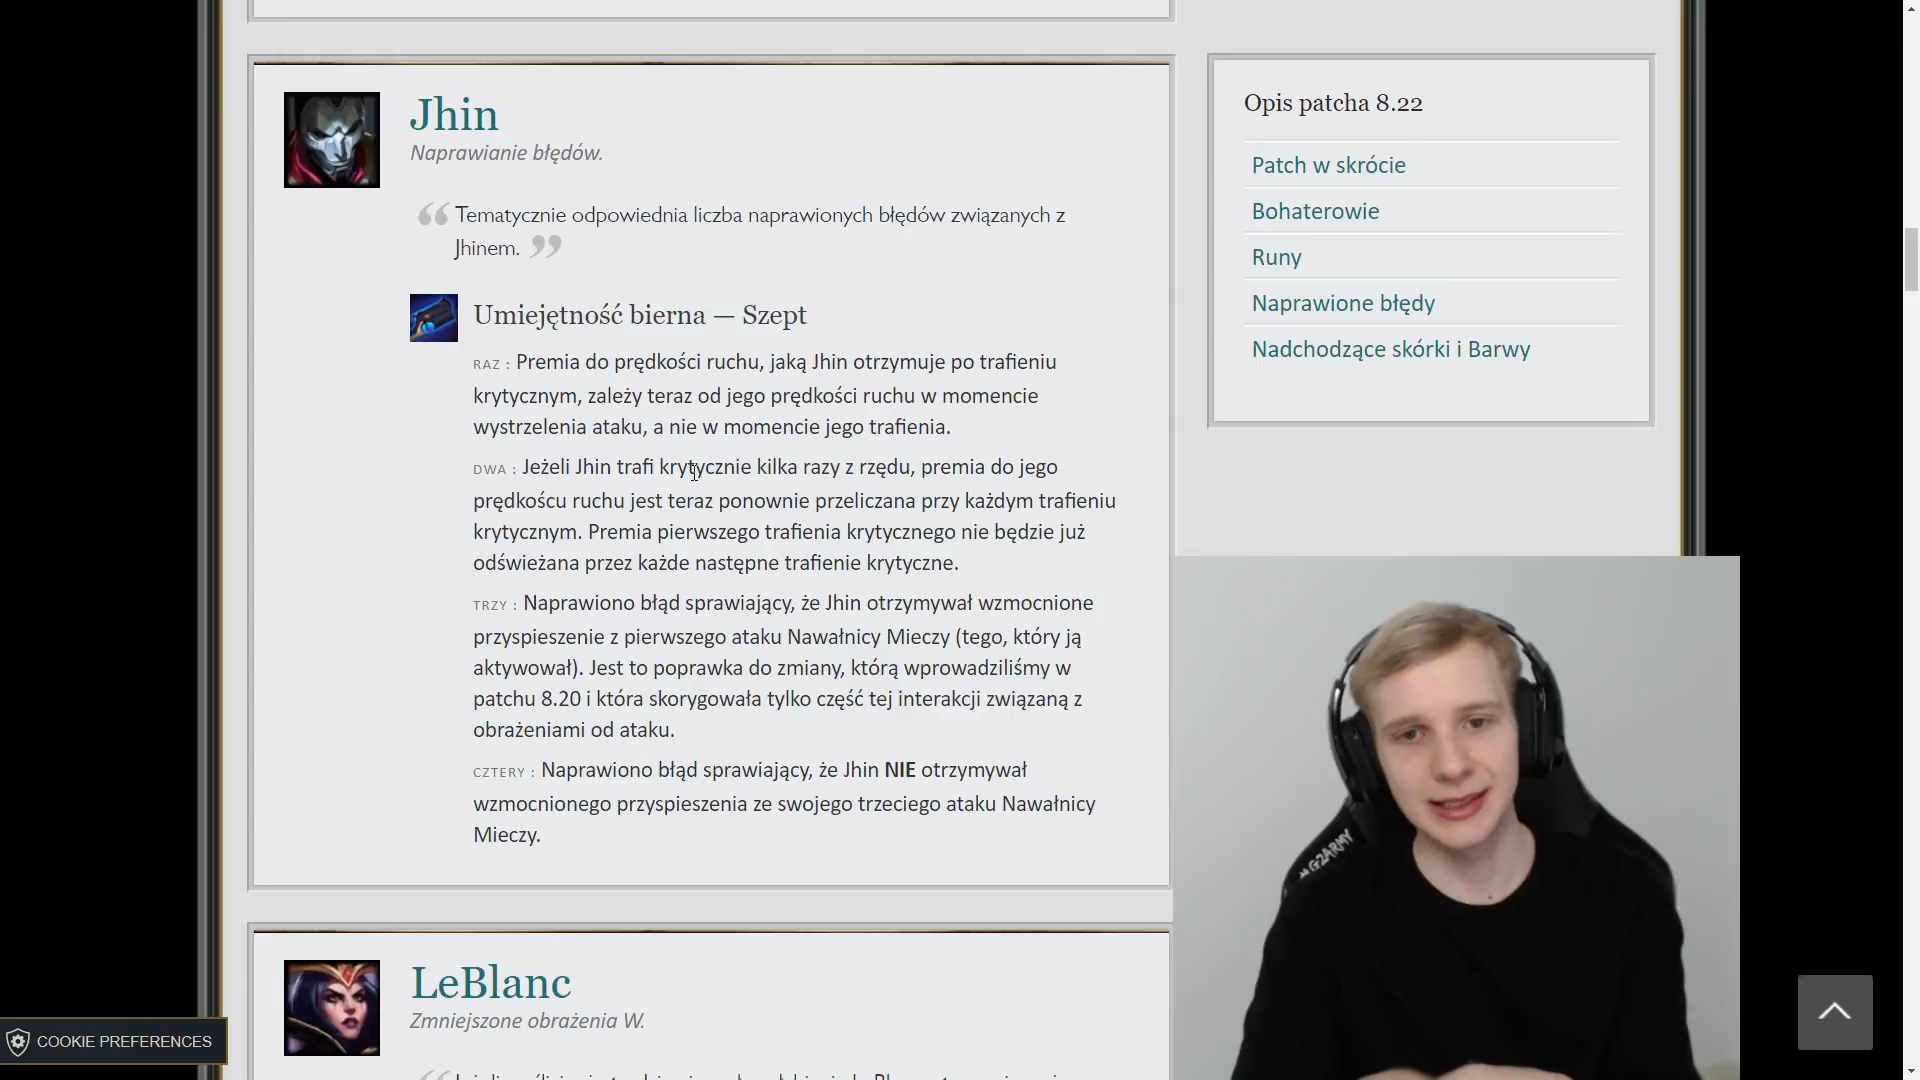 Jhin
Naprawianie błędów.
“ Tematycznie odpowiednia liczba naprawionych błędów związanych z
Jhinem. ”
Umiejętność bierna — Szept
RAZ : Premia do prędkości ruchu, jaką Jhin otrzymuje po trafieniu
krytycznym, zależy teraz od jego prędkości ruchu w momencie
wystrzelenia ataku, a nie w momencie jego trafienia.
DWA : Jeżeli Jhin trafi krytycznie kilka razy z rzędu, premia do jego
prędkoścu ruchu jest teraz ponownie przeliczana przy każdym trafieniu
krytycznym. Premia pierwszego trafienia krytycznego nie będzie już
odświeżana przez każde następne trafienie krytyczne.
TRZY : Naprawiono błąd sprawiający, że Jhin otrzymywał wzmocnione
przyspieszenie z pierwszego ataku Nawałnicy Mieczy (tego, który ją
aktywował). Jest to poprawka do zmiany, którą wprowadziliśmy w
patchu 8.20 i która skorygowała tylko część tej interakcji związaną z
obrażeniami od ataku.
CZTERY : Naprawiono błąd sprawiający, że Jhin NIE otrzymywał
wzmocnionego przyspieszenia ze swojego trzeciego ataku Nawałnicy
Mieczy.
LeBlanc
Zmniejszone obrażenia W.
Opis patcha 8.22
Patch w skrócie
Bohaterowie
Runy
Naprawione błędy
Nadchodzące skórki i Barwy
#G2ARMY
COOKIE PREFERENCES